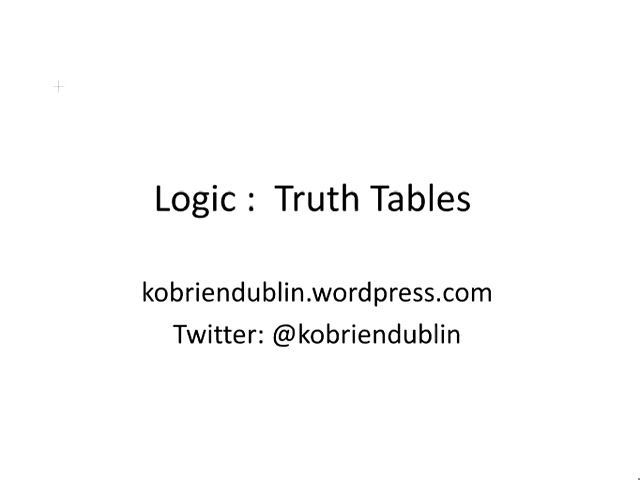 Logic :  Truth Tables
kobriendublin.wordpress.com
Twitter: @kobriendublin